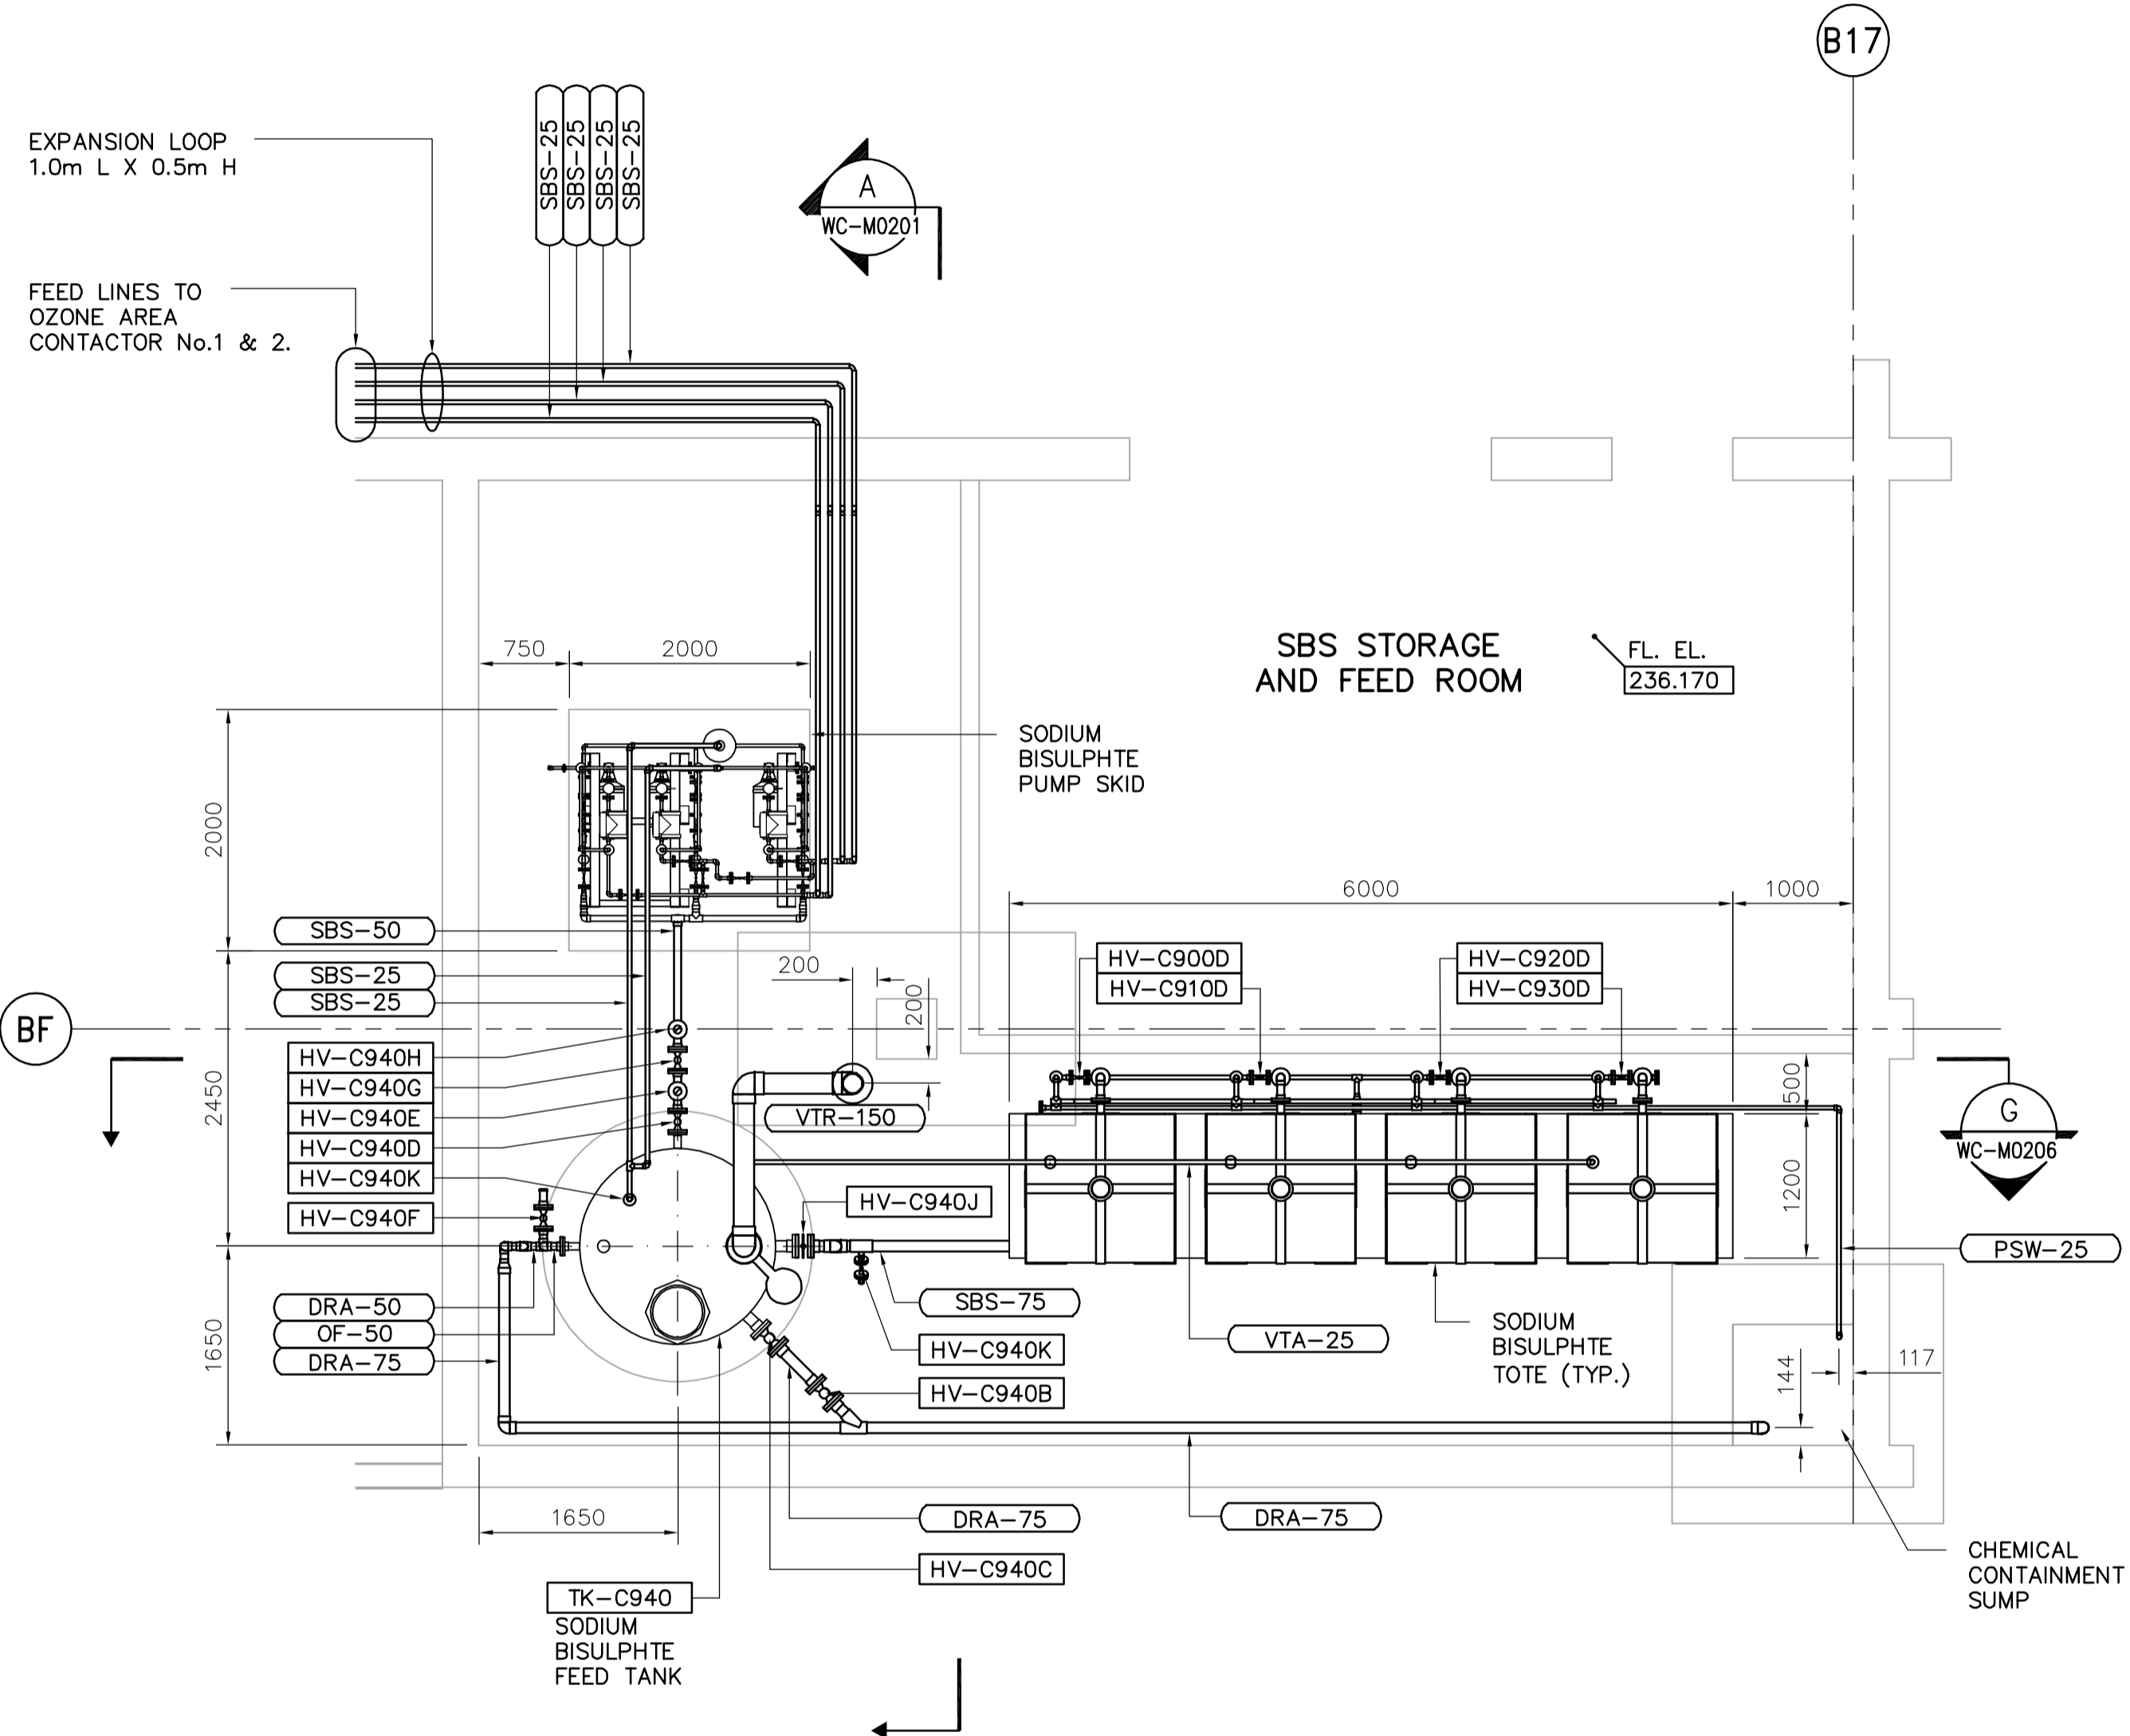 B17
EXPANSION LOOP
1.0m L X 0.5m H
SBS-25
SBS-25
SBS-25
SBS-25
A
WC-M0201
FEED LINES TO
OZONE AREA
CONTACTOR No.1 & 2.
750
2000
SBS STORAGE
AND FEED ROOM
FL. EL.
236.170
SODIUM
BISULPHTE
PUMP SKID
2000
6000
1000
SBS-50
SBS-25
SBS-25
200
200
HV-C900D
HV-C910D
HV-C920D
HV-C930D
BF
HV-C940H
HV-C940G
HV-C940E
HV-C940D
HV-C940K
HV-C940F
2450
VTR-150
500
G
WC-M0206
1200
HV-C940J
PSW-25
DRA-50
OF-50
DRA-75
1650
SBS-75
HV-C940K
HV-C940B
VTA-25
SODIUM
BISULPHTE
TOTE (TYP.)
144
117
1650
DRA-75
DRA-75
HV-C940C
TK-C940
SODIUM
BISULPHTE
FEED TANK
CHEMICAL
CONTAINMENT
SUMP